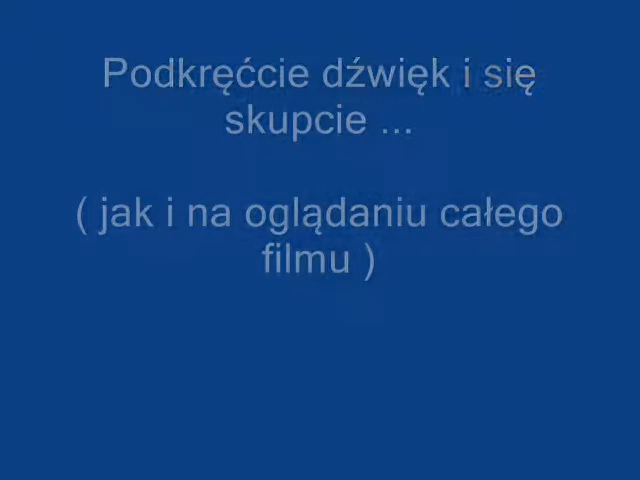 Podkręćcie dźwięk i się
skupcie ...
( jak i na oglądaniu całego
filmu )